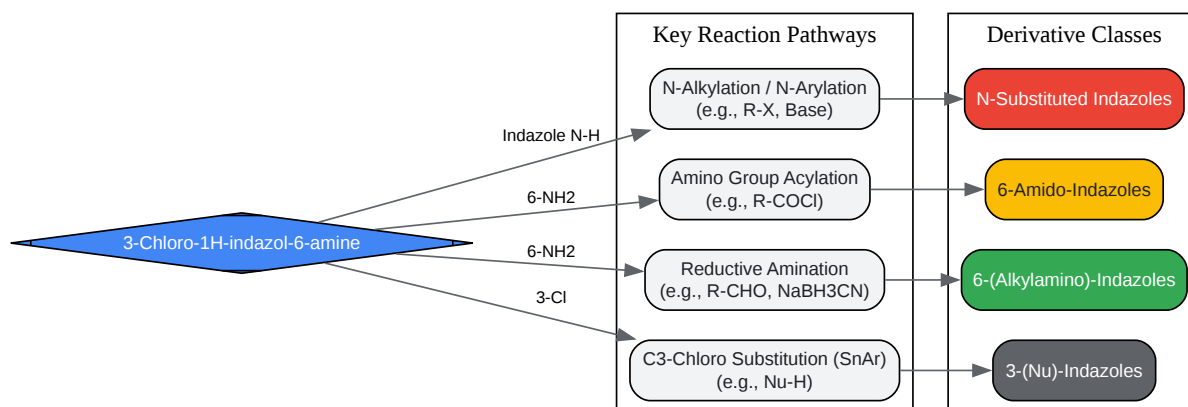 Key Reaction Pathways
Derivative Classes
N-Alkylation / N-Arylation
(e.g., R-X, Base)
N-Substituted Indazoles
Indazole N-H
Amino Group Acylation
(e.g., R-COCl)
6-Amido-Indazoles
6-NH2
3-Chloro-1H-indazol-6-amine
6-NH2
Reductive Amination
(e.g., R-CHO, NaBH3CN)
6-(Alkylamino)-Indazoles
3-Cl
C3-Chloro Substitution (SnAr)
(e.g., Nu-H)
3-(Nu)-Indazoles